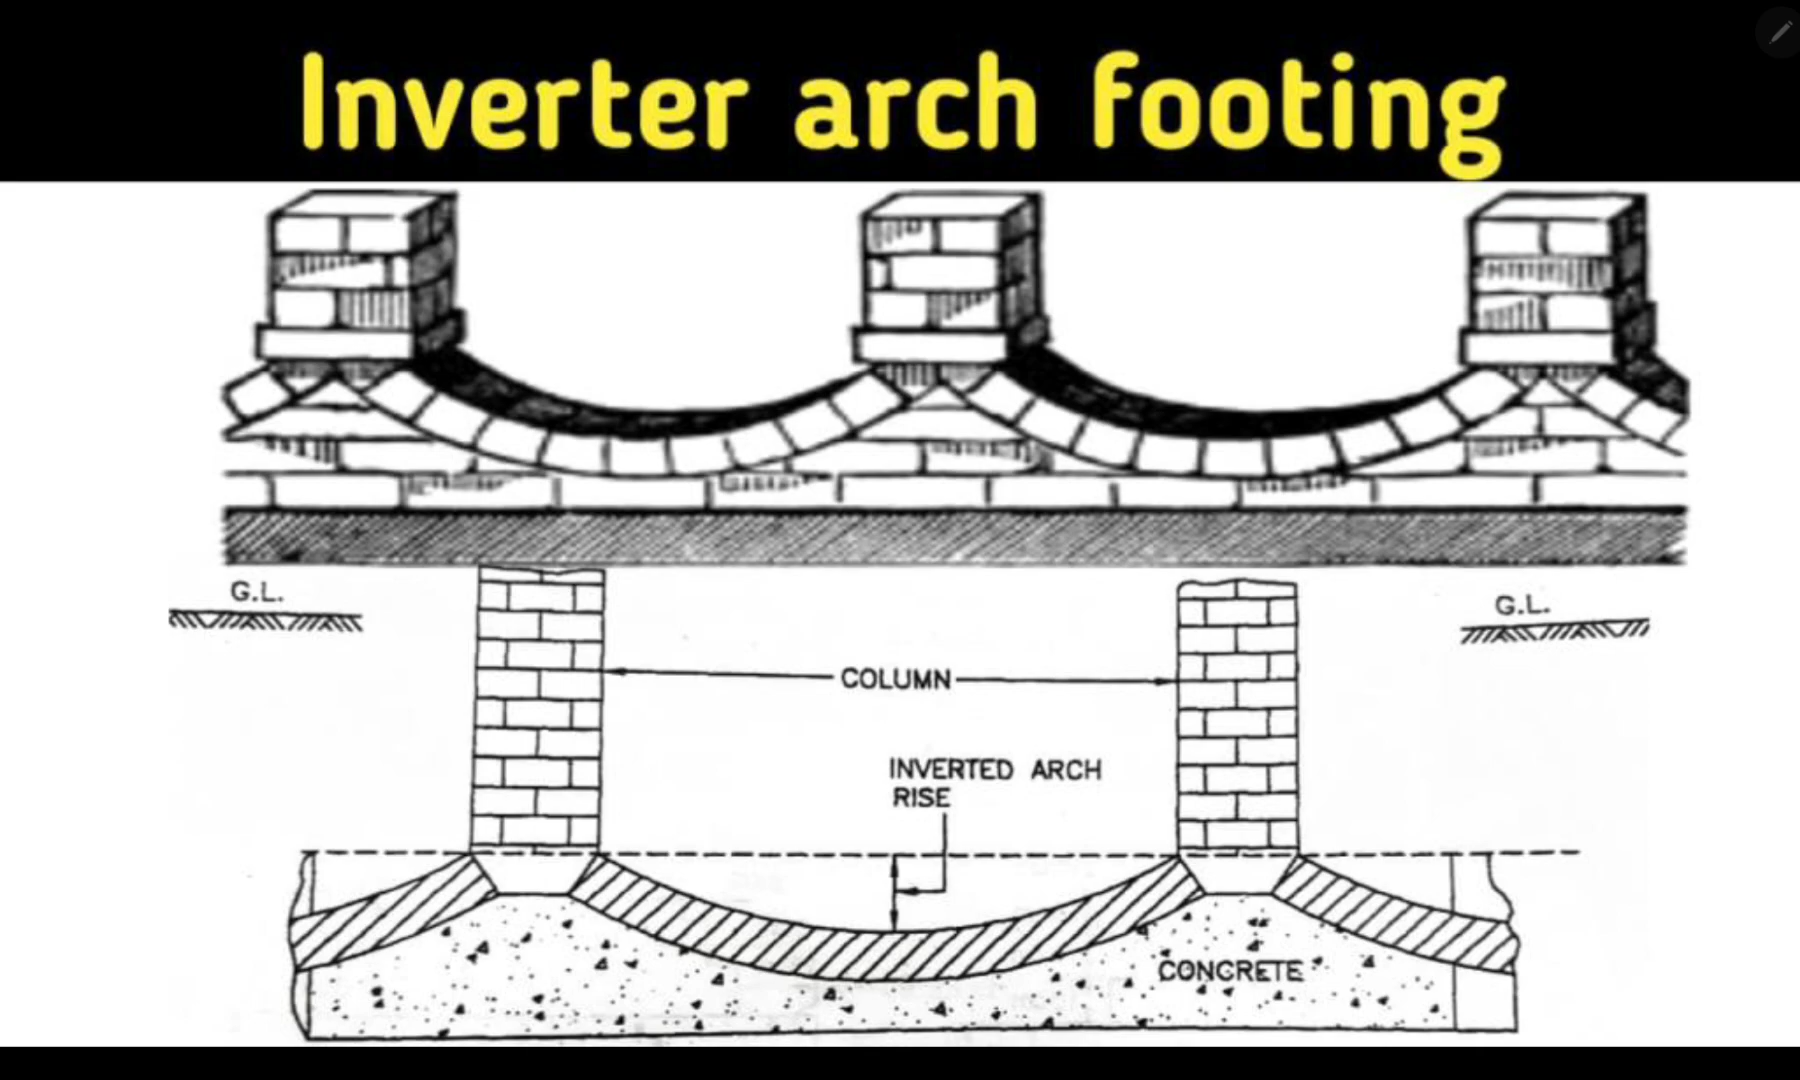 Inverter arch footing
G.L.
G.L.
COLUMN
INVERTED ARCH
RISE
CONCRETE